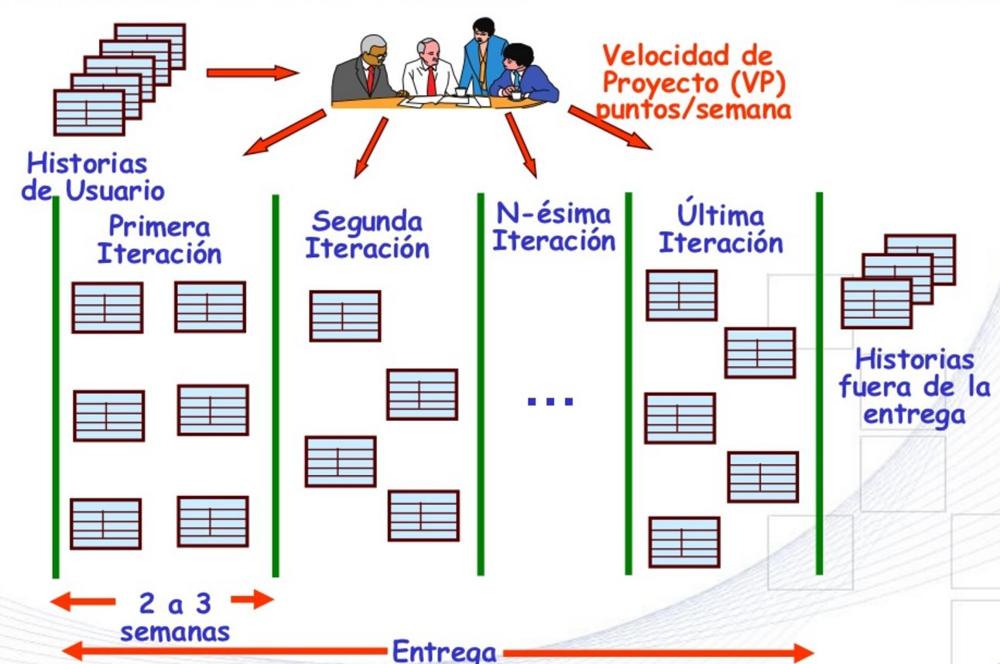 Velocidad de
Proyecto (VP)
puntos/semana
Historias
de Usuario
Primera
Iteración
Segunda
Iteración
N-ésima
Iteración
Última
Iteración
Historias
fuera de la
entrega
...
2 a 3
semanas
Entrega